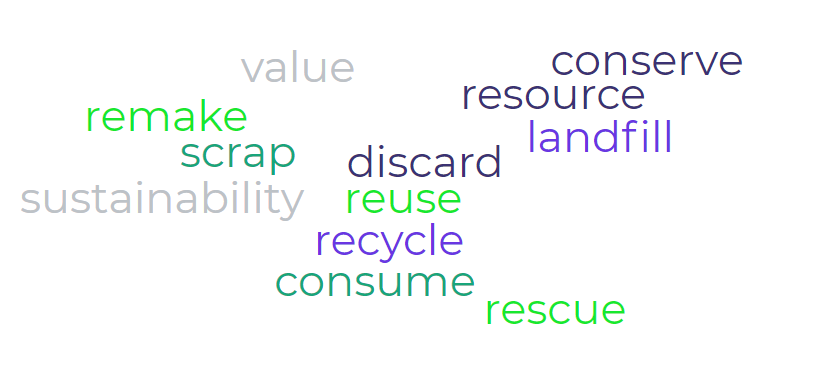 value
conserve
resource
remake
landfill
scrap
discard
sustainability
reuse
recycle
consume
rescue